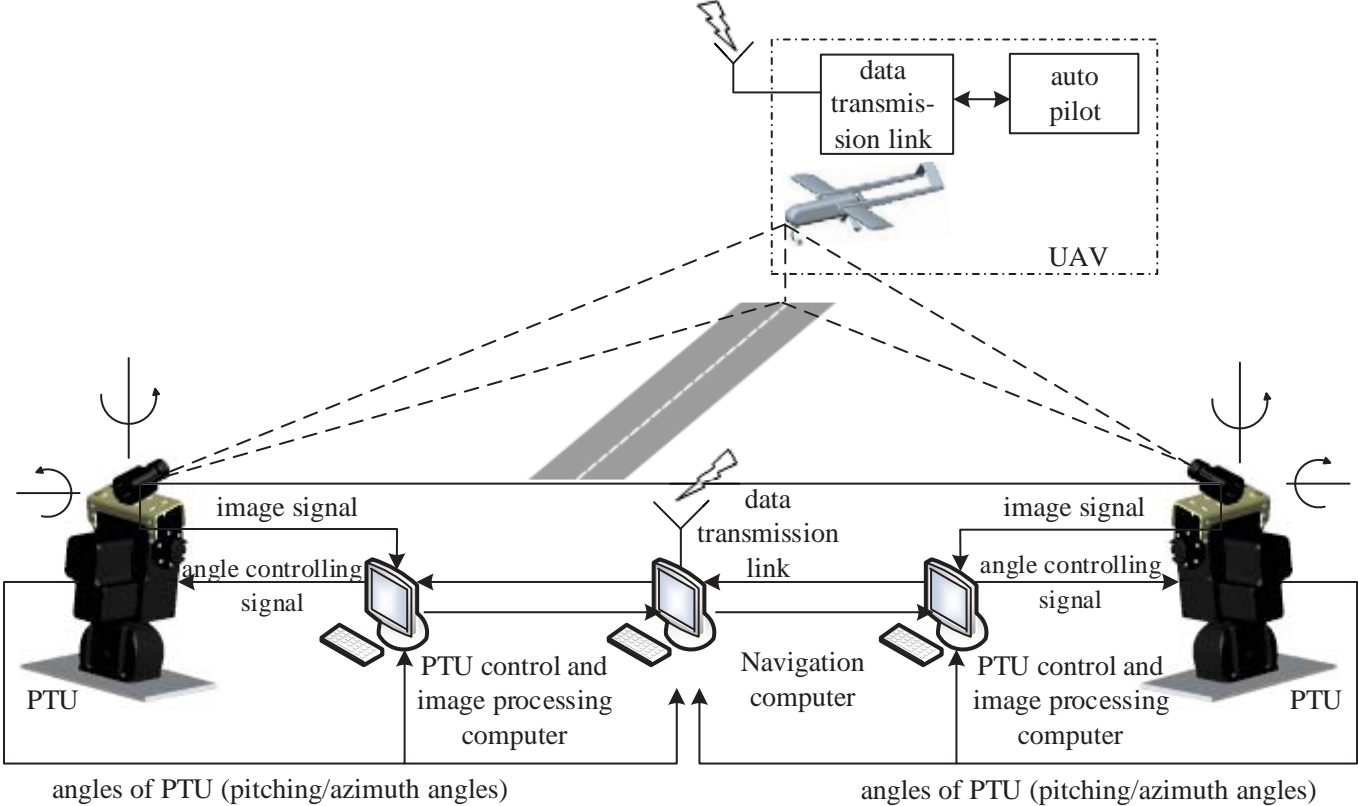 data
transmis-
sion link
auto
pilot
UAV
image signal
data
transmission
link
image signal
angle controlling
signal
angle controlling
signal
PTU
PTU control and
image processing
computer
Navigation
computer
PTU control and
image processing
computer
PTU
angles of PTU (pitching/azimuth angles)
angles of PTU (pitching/azimuth angles)